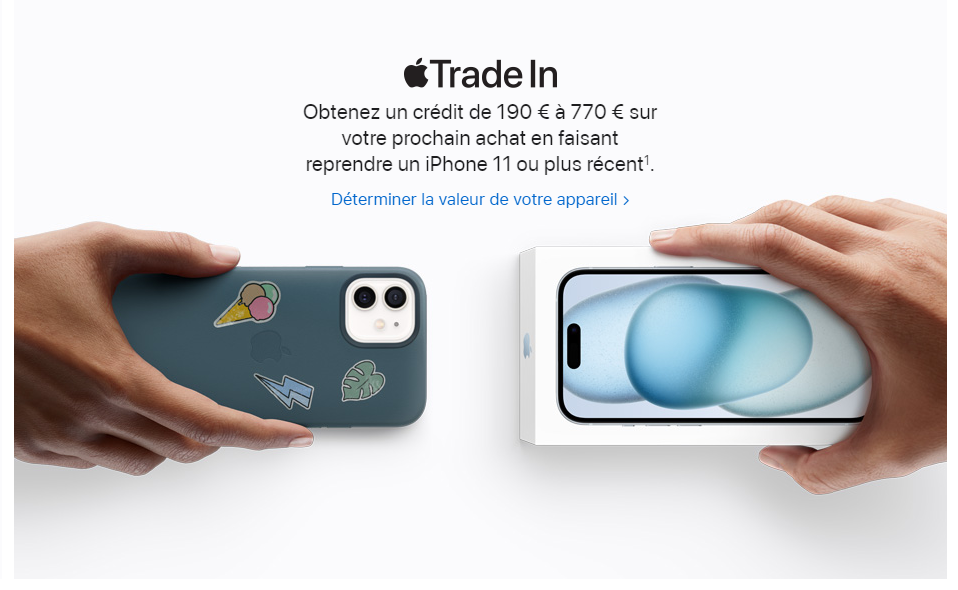 Trade In
Obtenez un crédit de 190 € à 770 € sur
votre prochain achat en faisant
reprendre un iPhone 11 ou plus récent¹.
Déterminer la valeur de votre appareil >